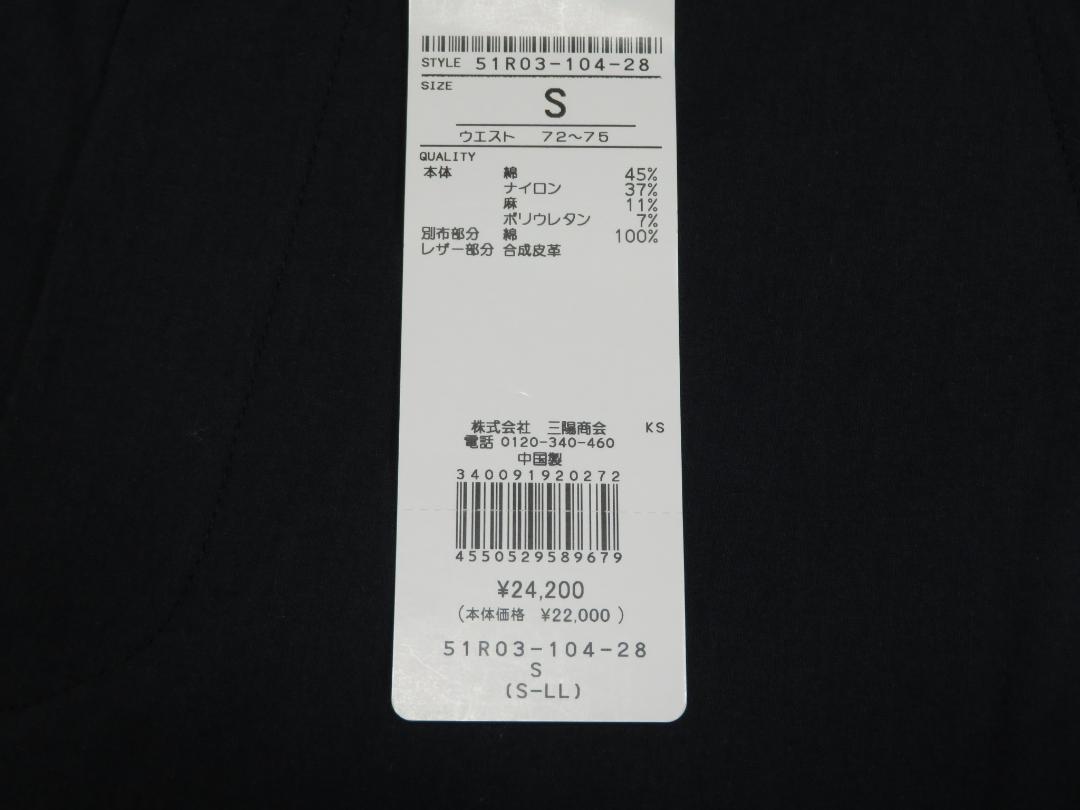 STYLE 51R03-104-28
SIZE
S
ウエスト 72~75
QUALITY
本体 綿 45%
ナイロン 37%
麻 11%
ポリウレタン 7%
別布部分 綿 100%
レザー部分 合成皮革
株式会社 三陽商会 KS
電話 0120-340-460
中国製
340091920272
4550529589679
¥24,200
(本体価格 ¥22,000)
51R03-104-28
S
(S-LL)